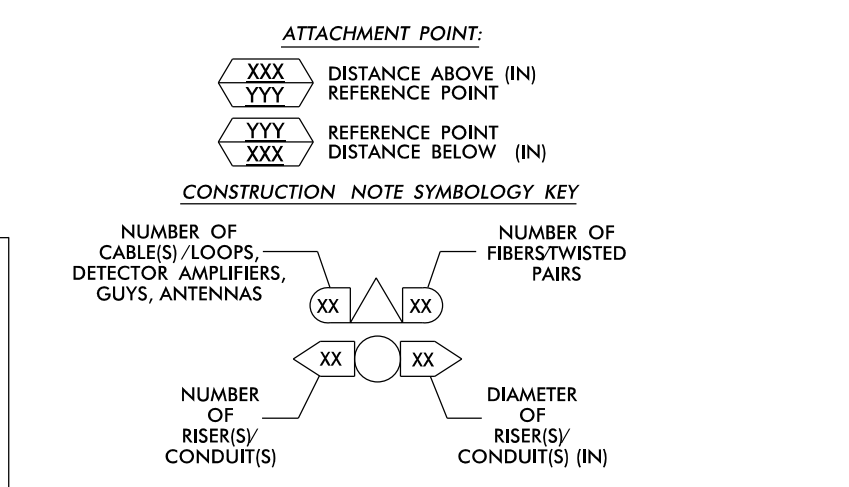 ATTACHMENT POINT:
XXX
YYY
DISTANCE ABOVE (IN)
REFERENCE POINT
YYY
XXX
REFERENCE POINT
DISTANCE BELOW (IN)
CONSTRUCTION NOTE SYMBOLOGY KEY
NUMBER OF
CABLE(S)/LOOPS,
DETECTOR AMPLIFIERS,
GUYS, ANTENNAS
NUMBER OF
FIBERS/TWISTED
PAIRS
XX
XX
XX
XX
NUMBER
OF
RISER(S)/
CONDUIT(S)
DIAMETER
OF
RISER(S)/
CONDUIT(S) (IN)